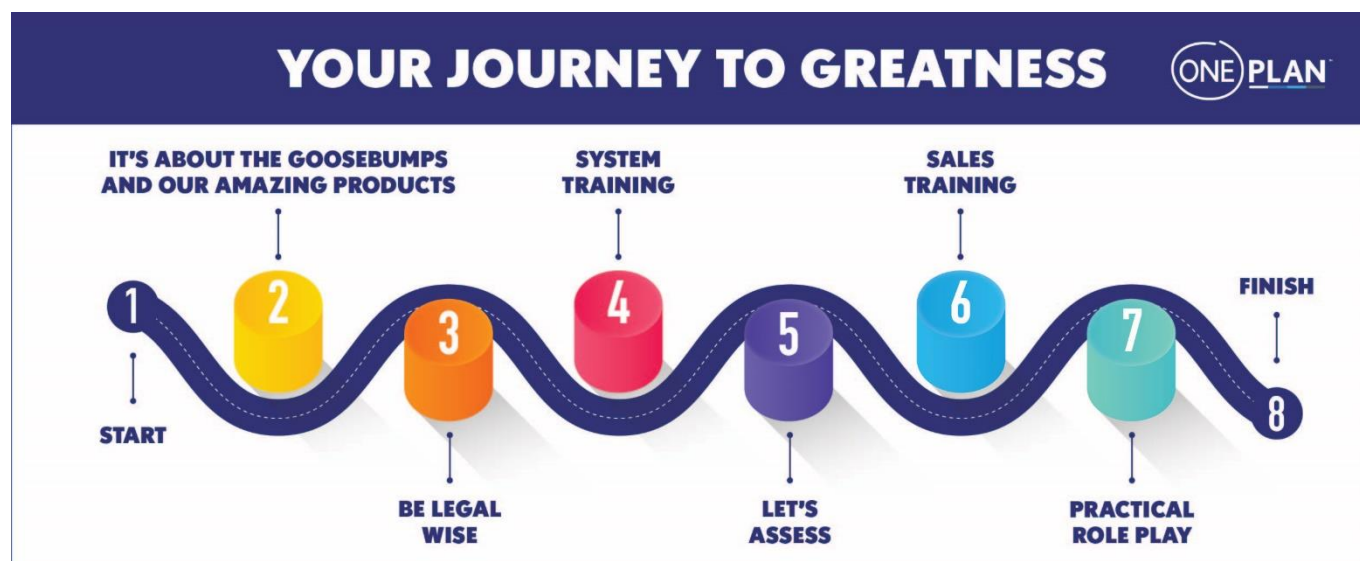 YOUR JOURNEY TO GREATNESS
ONE PLAN™
IT'S ABOUT THE GOOSEBUMPS
AND OUR AMAZING PRODUCTS
SYSTEM
TRAINING
SALES
TRAINING
1
2
3
4
5
6
7
8
START
FINISH
BE LEGAL
WISE
LET'S
ASSESS
PRACTICAL
ROLE PLAY